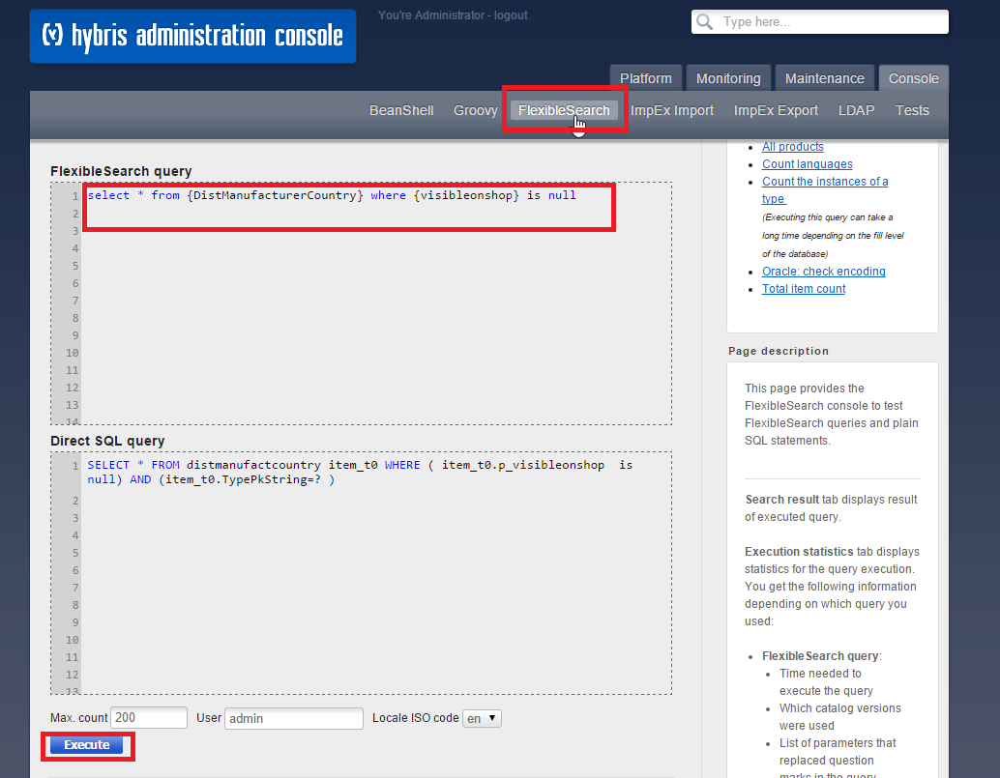 (y) hybris administration console
You're Administrator - logout
Type here...
Platform Monitoring Maintenance Console
BeanShell Groovy FlexibleSearch ImpEx Import ImpEx Export LDAP Tests
FlexibleSearch query
1 select * from {DistManufacturerCountry} where {visibleonshop} is null
2
3
4
5
6
7
8
9
10
11
12
13
14
Direct SQL query
1 SELECT * FROM distmanufactcountry item_t0 WHERE ( item_t0.p_visibleonshop is
null) AND (item_t0.TypePkString=? )
2
3
4
5
6
7
8
9
10
11
12
13
Max. count 200 User admin Locale ISO code en
Execute
All products
Count languages
Count the instances of a
type
(Executing this query can take a
long time depending on the fill level
of the database)
Oracle: check encoding
Total item count
Page description
This page provides the
FlexibleSearch console to test
FlexibleSearch queries and plain
SQL statements.
Search result tab displays result
of executed query.
Execution statistics tab displays
statistics for the query execution.
You get the following information
depending on which query you
used:
FlexibleSearch query:
Time needed to
execute the query
Which catalog versions
were used
List of parameters that
replaced question
marks in the query